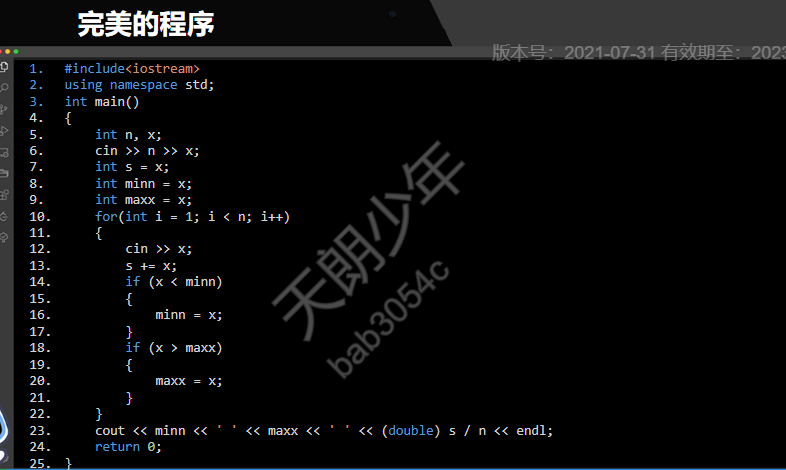 完美的程序
版本号：2021-07-31 有效期至：2023
1. #include<iostream>
2. using namespace std;
3. int main()
4. {
5. int n, x;
6. cin >> n >> x;
7. int s = x;
8. int minn = x;
9. int maxx = x;
10. for(int i = 1; i < n; i++)
11. {
12. cin >> x;
13. s += x;
14. if (x < minn)
15. {
16. minn = x;
17. }
18. if (x > maxx)
19. {
20. maxx = x;
21. }
22. }
23. cout << minn << ' ' << maxx << ' ' << (double) s / n << endl;
24. return 0;
25. }
天朗少年
bab3054c